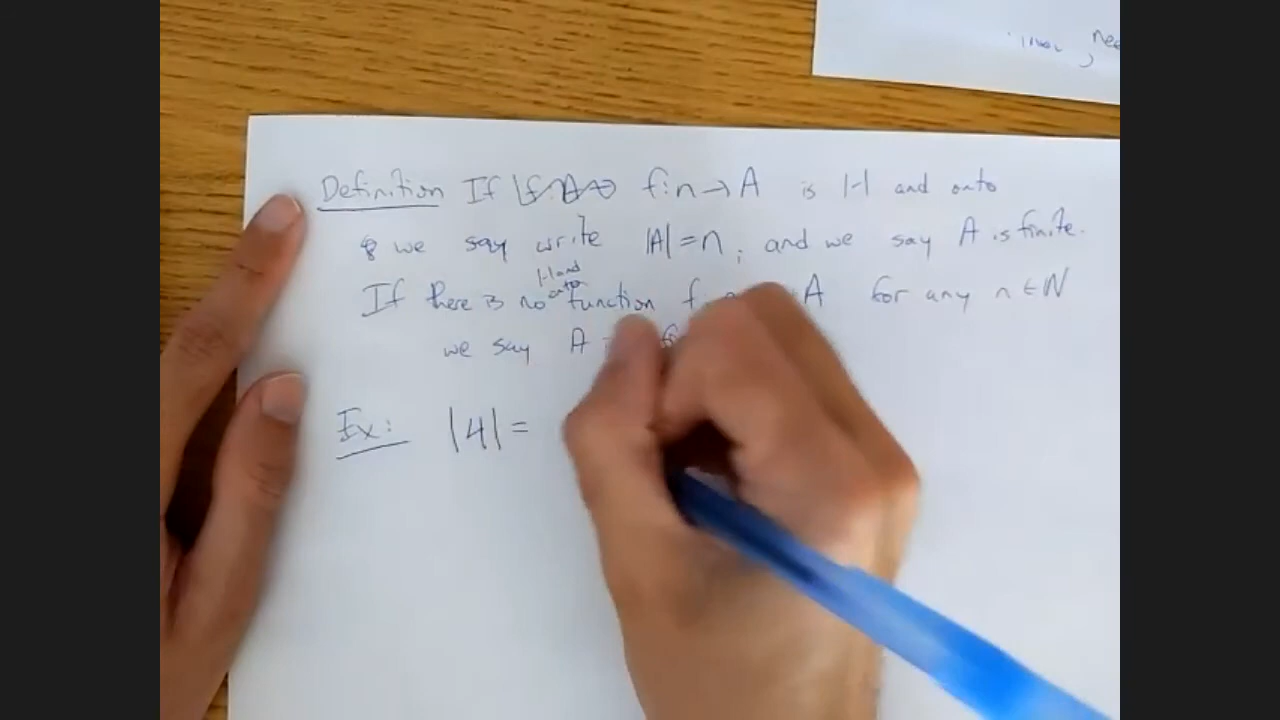 nee
Definition If f: n → A is 1-1 and onto
we say write |A| = n, and we say A is finite.
If there is no 1-1 and onto function f A for any n ∈ N
we say A
Ex: |4| =